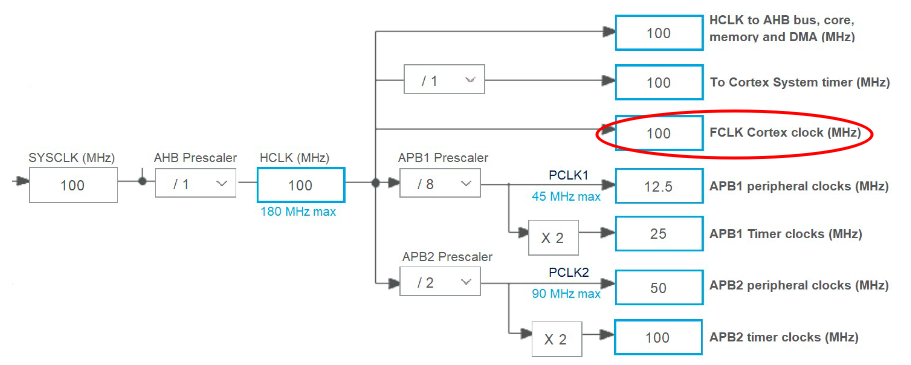 HCLK to AHB bus, core,
memory and DMA (MHz)
100
/ 1
100
To Cortex System timer (MHz)
100
FCLK Cortex clock (MHz)
SYSCLK (MHz)
AHB Prescaler
HCLK (MHz)
APB1 Prescaler
100
/ 1
100
180 MHz max
/ 8
PCLK1
45 MHz max
12.5
APB1 peripheral clocks (MHz)
X 2
25
APB1 Timer clocks (MHz)
APB2 Prescaler
/ 2
PCLK2
90 MHz max
50
APB2 peripheral clocks (MHz)
X 2
100
APB2 timer clocks (MHz)